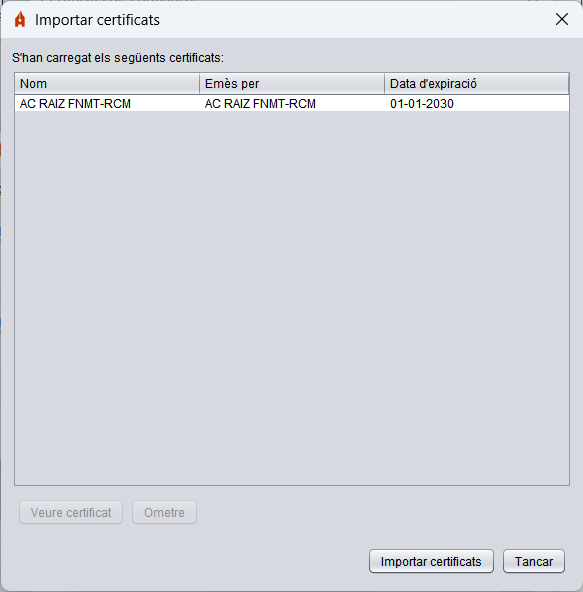 Importar certificats
S'han carregat els següents certificats:
Nom Emès per Data d'expiració
AC RAIZ FNMT-RCM AC RAIZ FNMT-RCM 01-01-2030
Veure certificat Ometre
Importar certificats Tancar